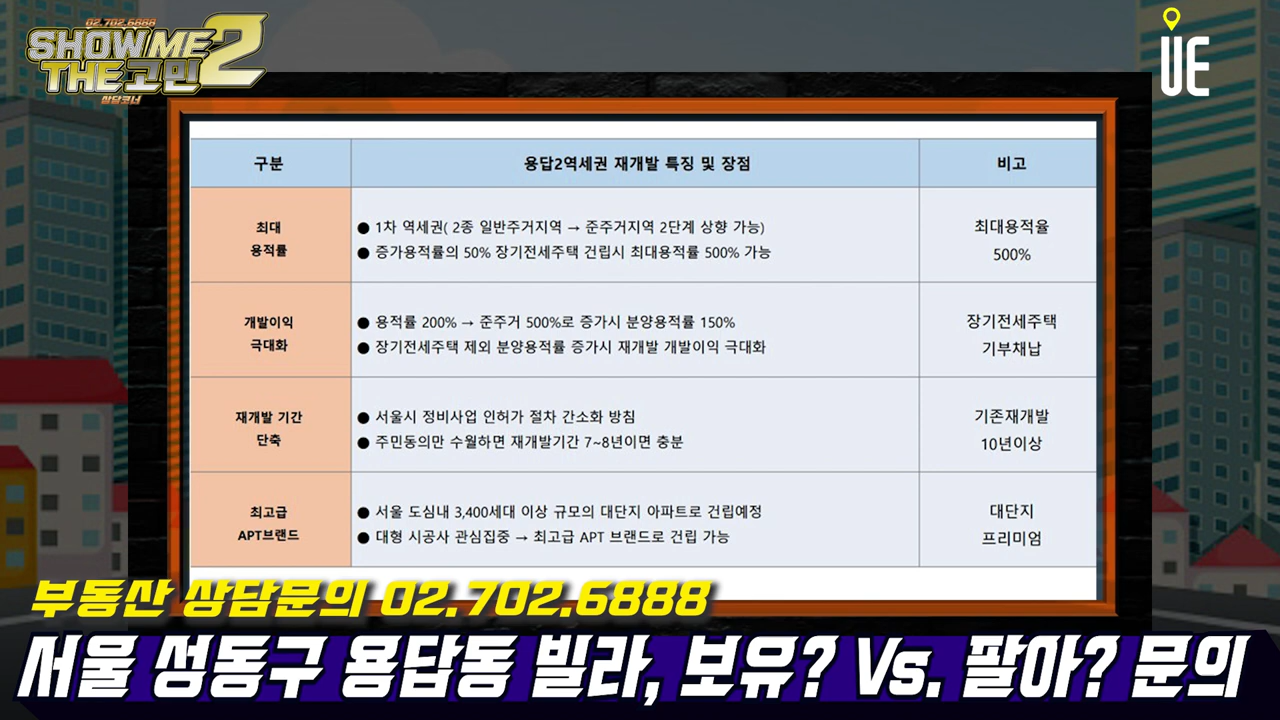 02.702.6888
SHOW ME
THE고민2
상담코너
UE
구분
용답2역세권 재개발 특징 및 장점
비고
최대
용적률
● 1차 역세권( 2종 일반주거지역 → 준주거지역 2단계 상향 가능)
● 증가용적률의 50% 장기전세주택 건립시 최대용적률 500% 가능
최대용적율
500%
개발이익
극대화
● 용적률 200% → 준주거 500%로 증가시 분양용적률 150%
● 장기전세주택 제외 분양용적률 증가시 재개발 개발이익 극대화
장기전세주택
기부채납
재개발 기간
단축
● 서울시 정비사업 인허가 절차 간소화 방침
● 주민동의만 수월하면 재개발기간 7~8년이면 충분
기존재개발
10년이상
최고급
APT브랜드
● 서울 도심내 3,400세대 이상 규모의 대단지 아파트로 건립예정
● 대형 시공사 관심집중 → 최고급 APT 브랜드로 건립 가능
대단지
프리미엄
부동산 상담문의 02.702.6888
서울 성동구 용답동 빌라, 보유? Vs. 팔아? 문의